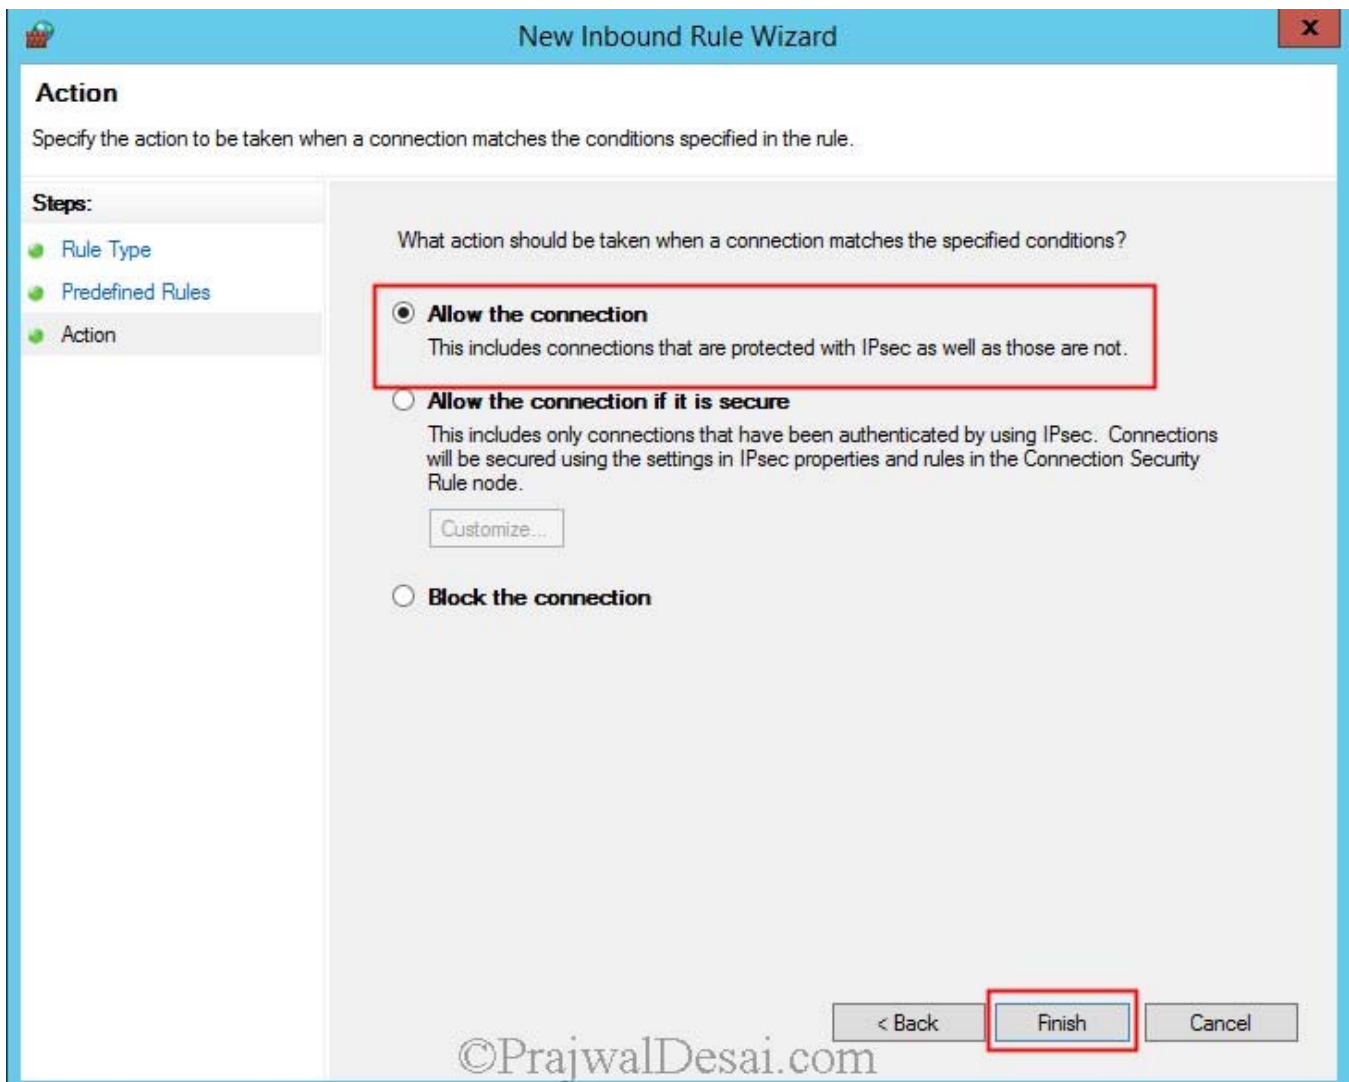 New Inbound Rule Wizard
x
Action
Specify the action to be taken when a connection matches the conditions specified in the rule.
Steps:
Rule Type
Predefined Rules
Action
What action should be taken when a connection matches the specified conditions?
Allow the connection
This includes connections that are protected with IPsec as well as those are not.
Allow the connection if it is secure
This includes only connections that have been authenticated by using IPsec. Connections
will be secured using the settings in IPsec properties and rules in the Connection Security
Rule node.
Customize...
Block the connection
< Back
Finish
Cancel
©PrajwalDesai.com